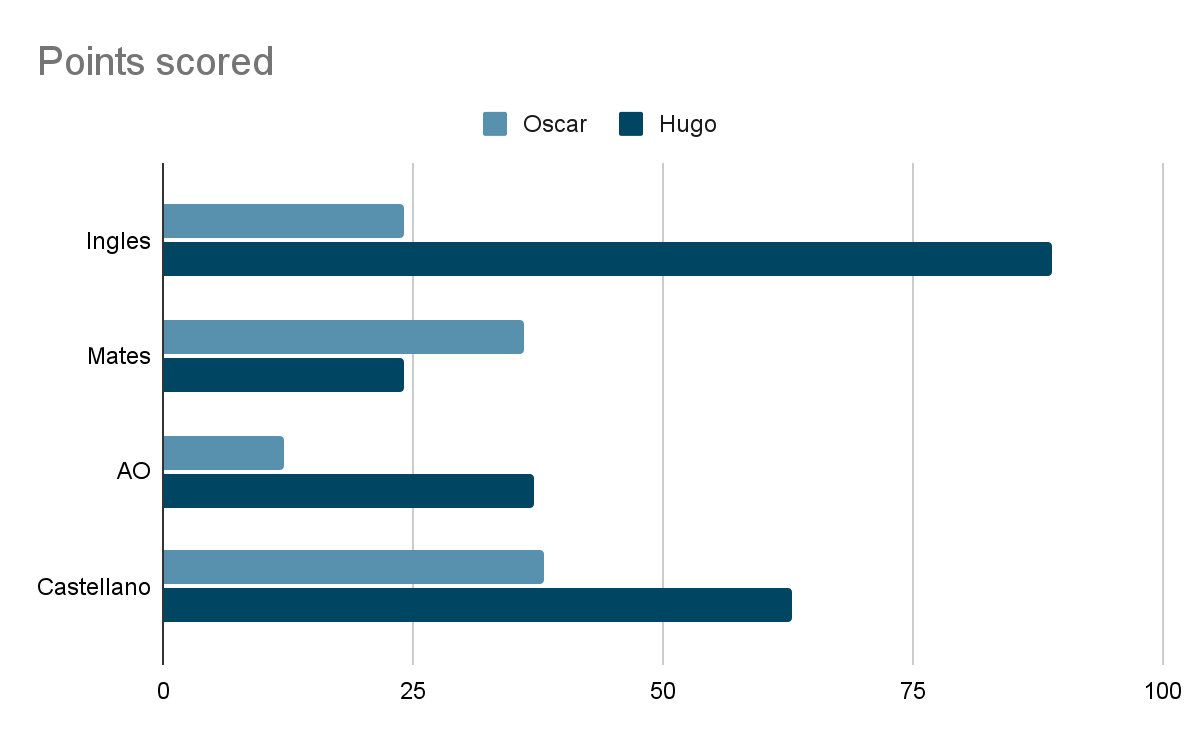 Points scored
Oscar Hugo
Ingles
Mates
AO
Castellano
0 25 50 75 100